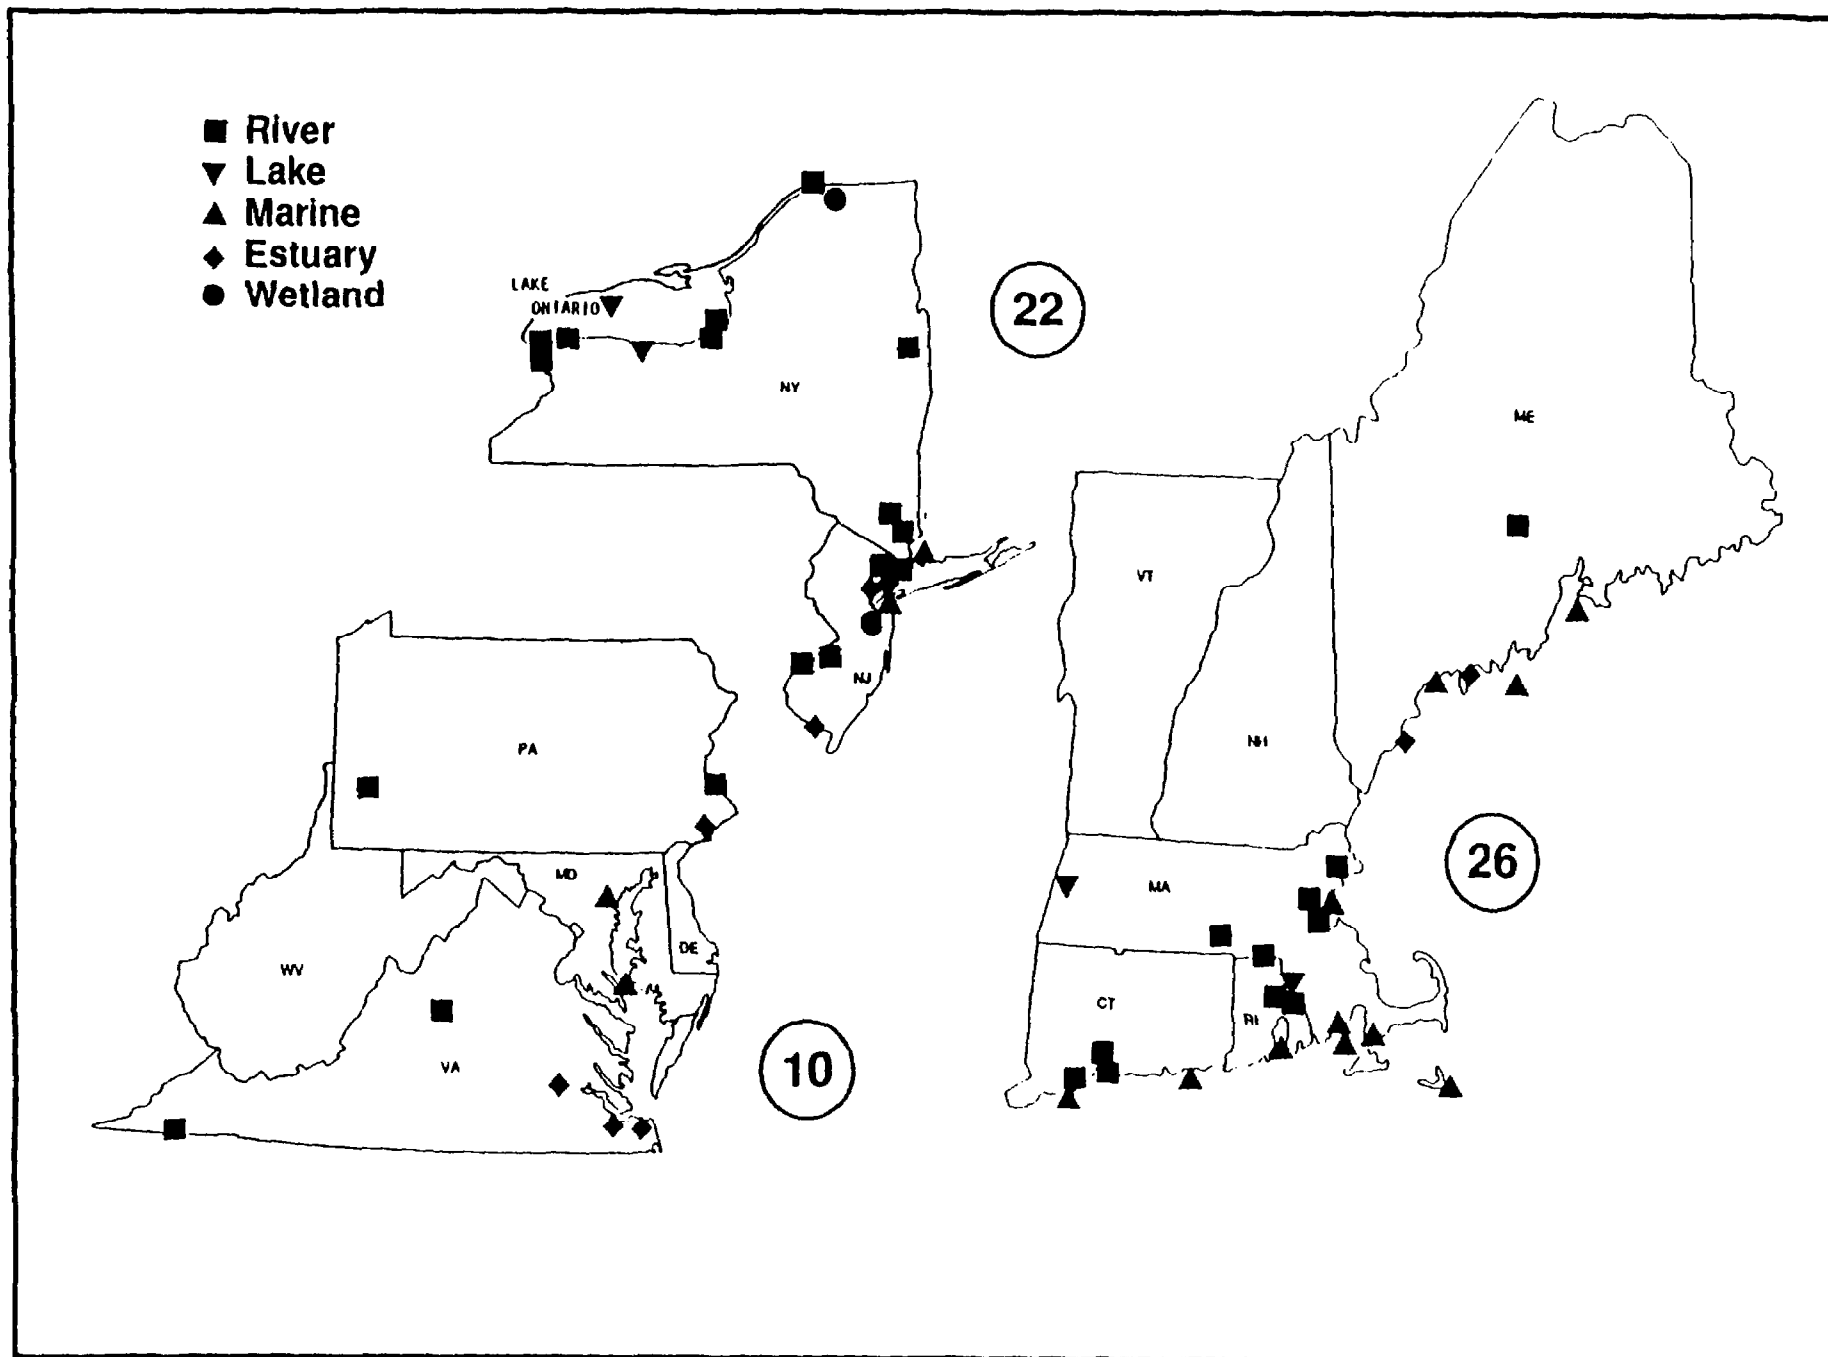 River
Lake
Marine
Estuary
Wetland
LAKE
ONTARIO
22
NY
ME
VT
NJ
PA
NH
26
MD
MA
DE
WV
CT
RI
VA
10